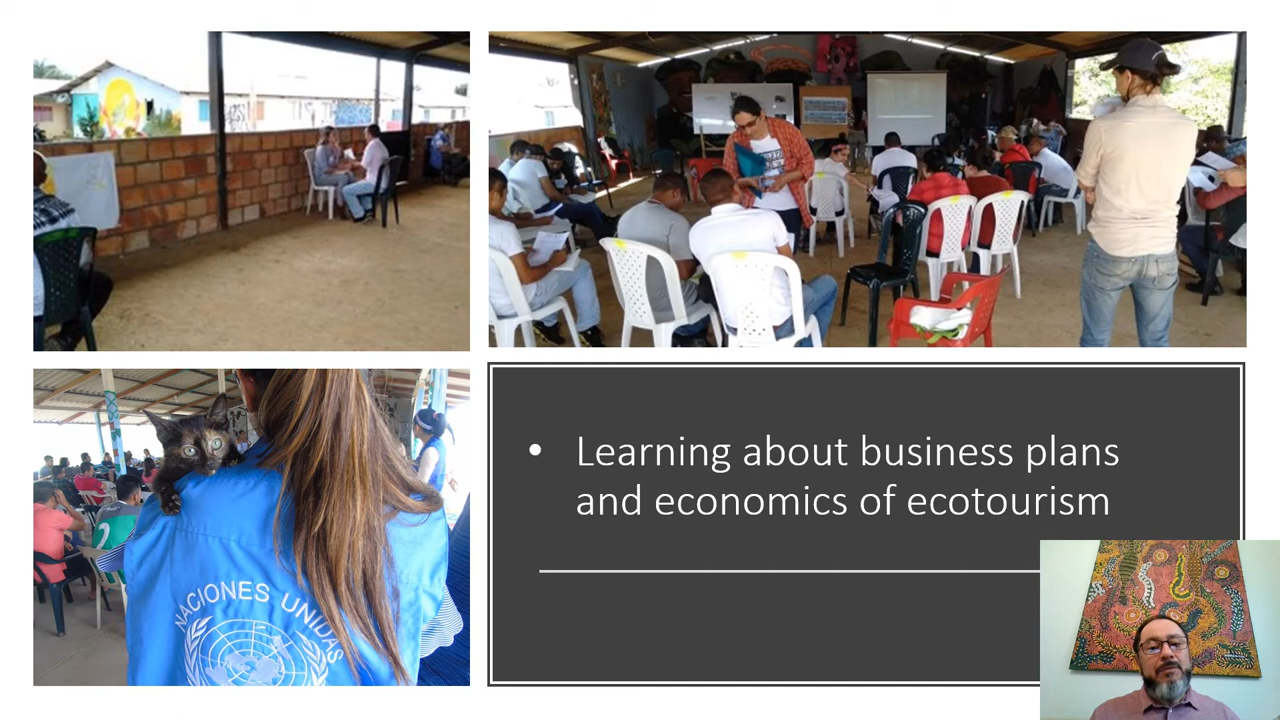 NACIONES UNIDAS
• Learning about business plans
and economics of ecotourism